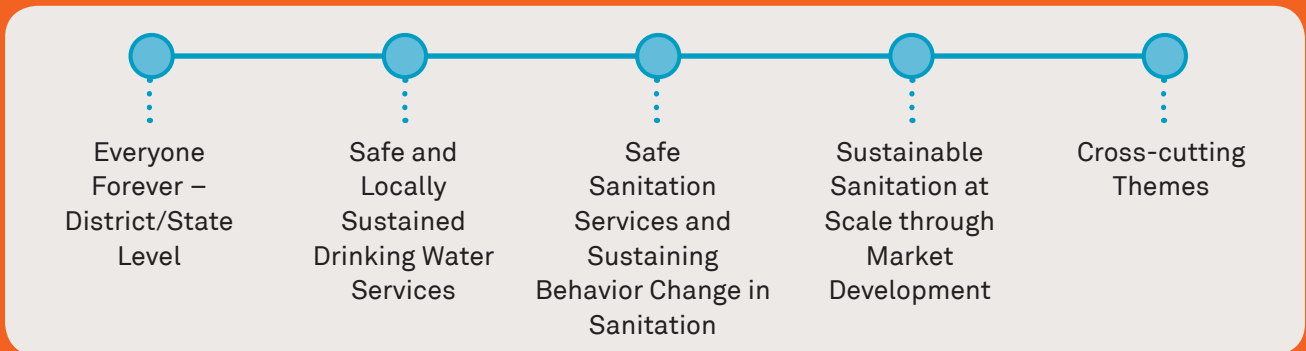 Everyone
Forever –
District/State
Level
Safe and
Locally
Sustained
Drinking Water
Services
Safe
Sanitation
Services and
Sustaining
Behavior Change in
Sanitation
Sustainable
Sanitation at
Scale through
Market
Development
Cross-cutting
Themes